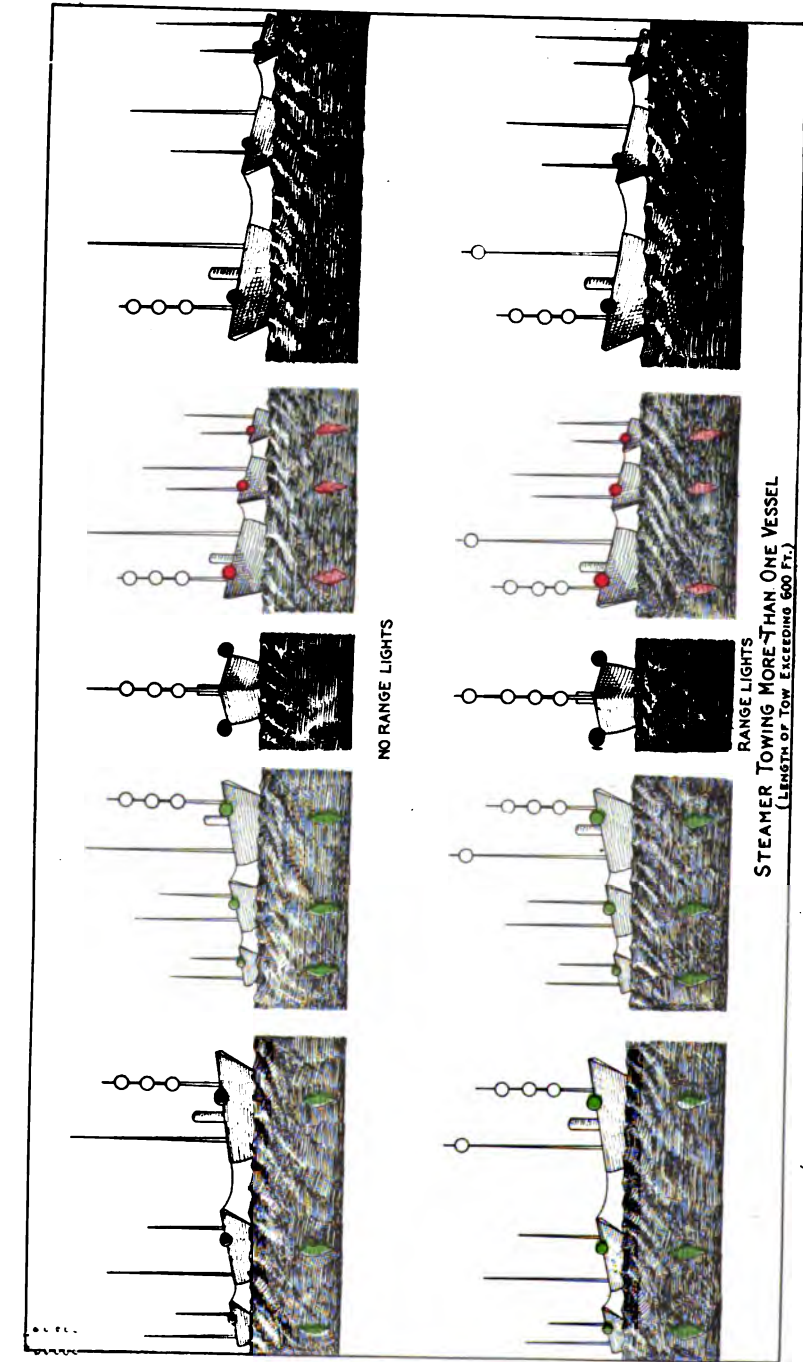 NO RANGE LIGHTS
RANGE LIGHTS
STEAMER TOWING MORE THAN ONE VESSEL
(LENGTH OF TOW EXCEEDING 600 FT.)